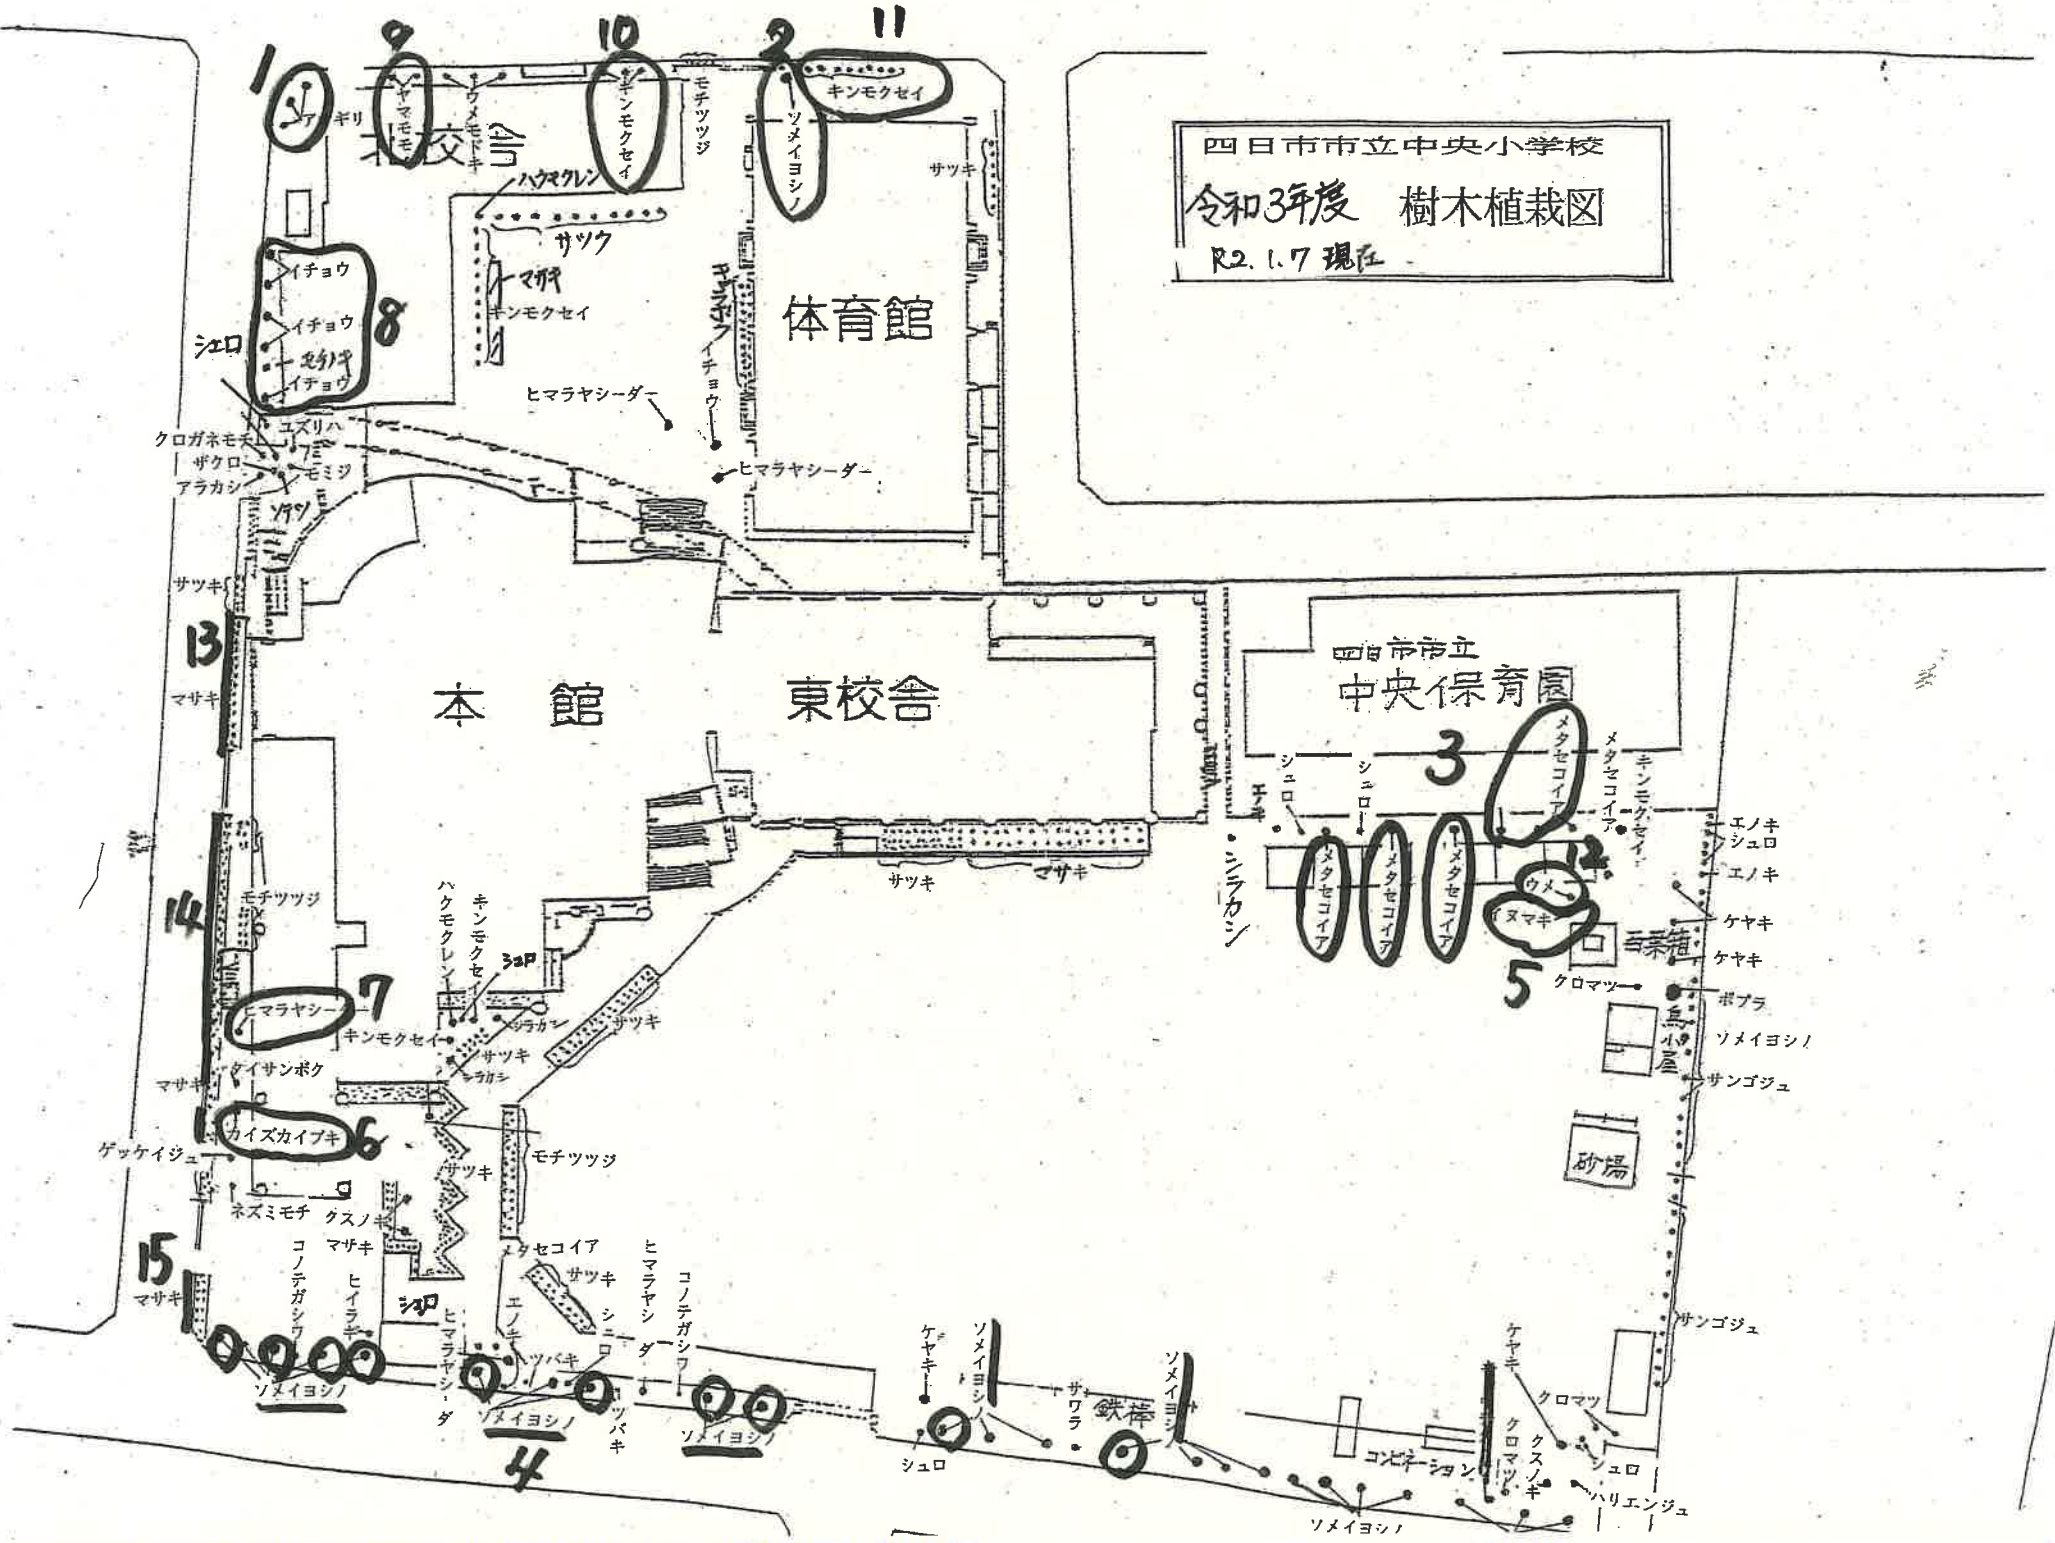 四日市市立中央小学校
令和3年度 樹木植栽図
R2.1.7 現在
1
9
10
2
11
ヤマモモ
ウメモドキ
キンモクセイ
モチツツジ
ソメイヨシノ
キンモクセイ
北校舎
サツキ
ハクモクレン
サツク
マサキ
キンモクセイ
イチョウ
イチョウ
モチノキ
イチョウ
8
シュロ
体育館
イチョウ
ヒマラヤシーダー
ヒマラヤシーダー
ユズリハ
クロガネモチ
ザクロ
モミジ
アラカシ
ソテツ
サツキ
13
マサキ
本館
東校舎
四日市市立
中央保育園
3
メタセコイア
メタセコイア
キンモクセイ
シュロ
シュロ
エノキ
シラカシ
メタセコイア
メタセコイア
メタセコイア
12
ウメ
イヌマキ
5
百葉箱
クロマツ
エノキ
シュロ
エノキ
ケヤキ
ケヤキ
ポプラ
鳥小屋
ソメイヨシノ
サンゴジュ
砂場
サンゴジュ
サツキ
マサキ
14
モチツツジ
ハクモクレン
キンモクセイ
シュロ
ヒマラヤシーダー
7
キンモクセイ
シラカシ
サツキ
シラカシ
サツキ
タイサンボク
マサキ
カイズカイブキ
6
ゲッケイジュ
サツキ
モチツツジ
ネズミモチ
クスノキ
マサキ
15
マサキ
コノテガシワ
ヒイラギ
シュロ
ヒマラヤシーダ
メタセコイア
サツキ
エノキ
シュロ
ヒマラヤシーダ
コノテガシワ
ツバキ
ツバキ
ソメイヨシノ
ソメイヨシノ
ソメイヨシノ
4
ケヤキ
ソメイヨシノ
サワラ
鉄棒
ソメイヨシノ
シュロ
コンビネーション
ケヤキ
クロマツ
クロマツ
クスノキ
シュロ
ハリエンジュ
ソメイヨシノ